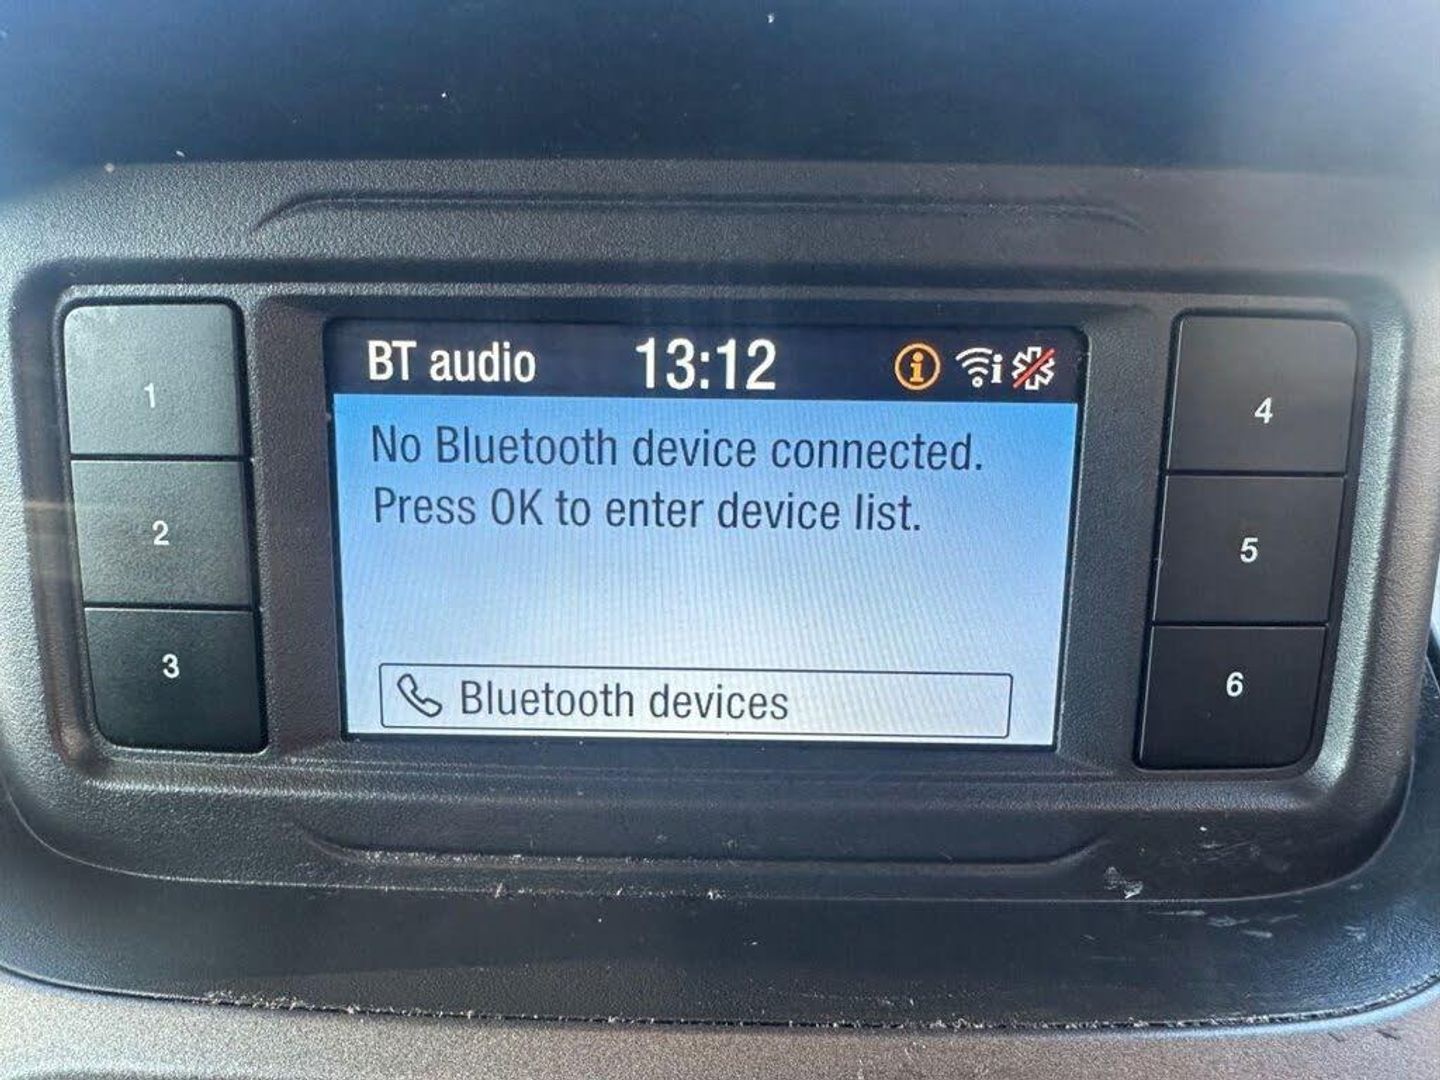 BT audio 13:12
No Bluetooth device connected.
Press OK to enter device list.
Bluetooth devices
1
2
3
4
5
6